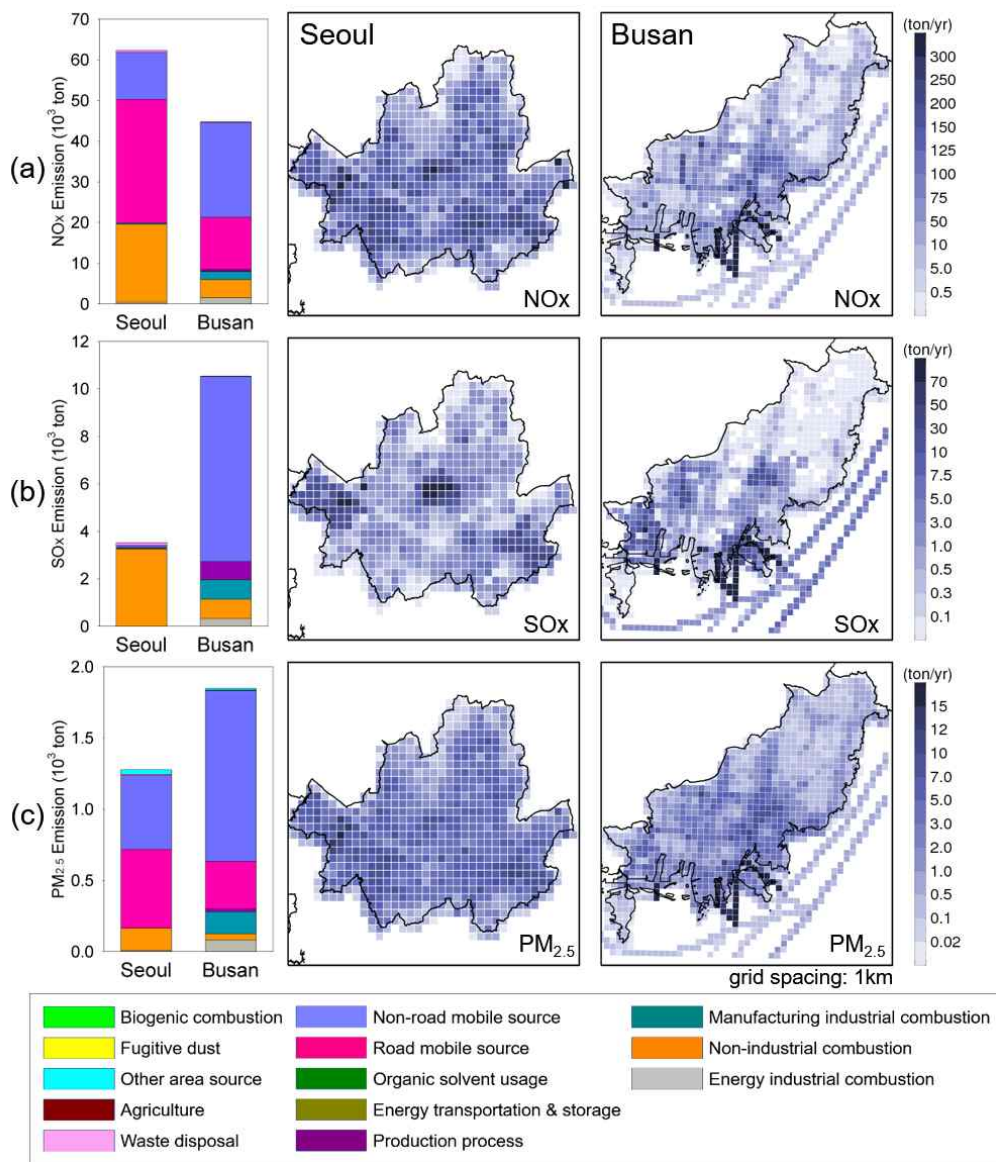 (a)
NOx Emission (10³ ton)
70
60
50
40
30
20
10
0
Seoul Busan
Seoul
NOx
Busan
NOx
(ton/yr)
300
250
200
150
125
100
75
50
10
5.0
0.5
(b)
SOx Emission (10³ ton)
12
10
8
6
4
2
0
Seoul Busan
SOx
SOx
(ton/yr)
70
50
30
10
7.5
5.0
3.0
1.0
0.3
0.1
(c)
PM₂.₅ Emission (10³ ton)
2.0
1.5
1.0
0.5
0.0
Seoul Busan
PM₂.₅
PM₂.₅
(ton/yr)
15
12
10
7.0
5.0
3.0
2.0
1.0
0.5
0.1
0.02
grid spacing: 1km
Biogenic combustion
Fugitive dust
Other area source
Agriculture
Waste disposal
Non-road mobile source
Road mobile source
Organic solvent usage
Energy transportation & storage
Production process
Manufacturing industrial combustion
Non-industrial combustion
Energy industrial combustion